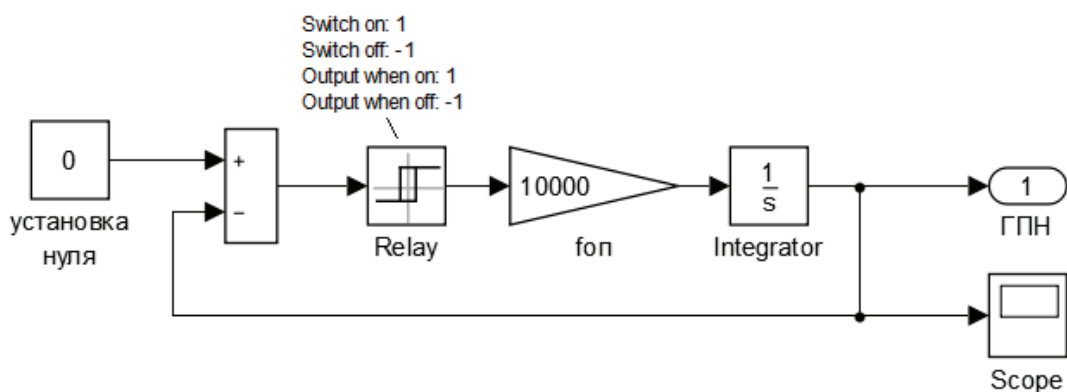 Switch on: 1
Switch off: -1
Output when on: 1
Output when off: -1
0
+
−
10000
1
s
1
установка
нуля
Relay
fоп
Integrator
ГПН
Scope